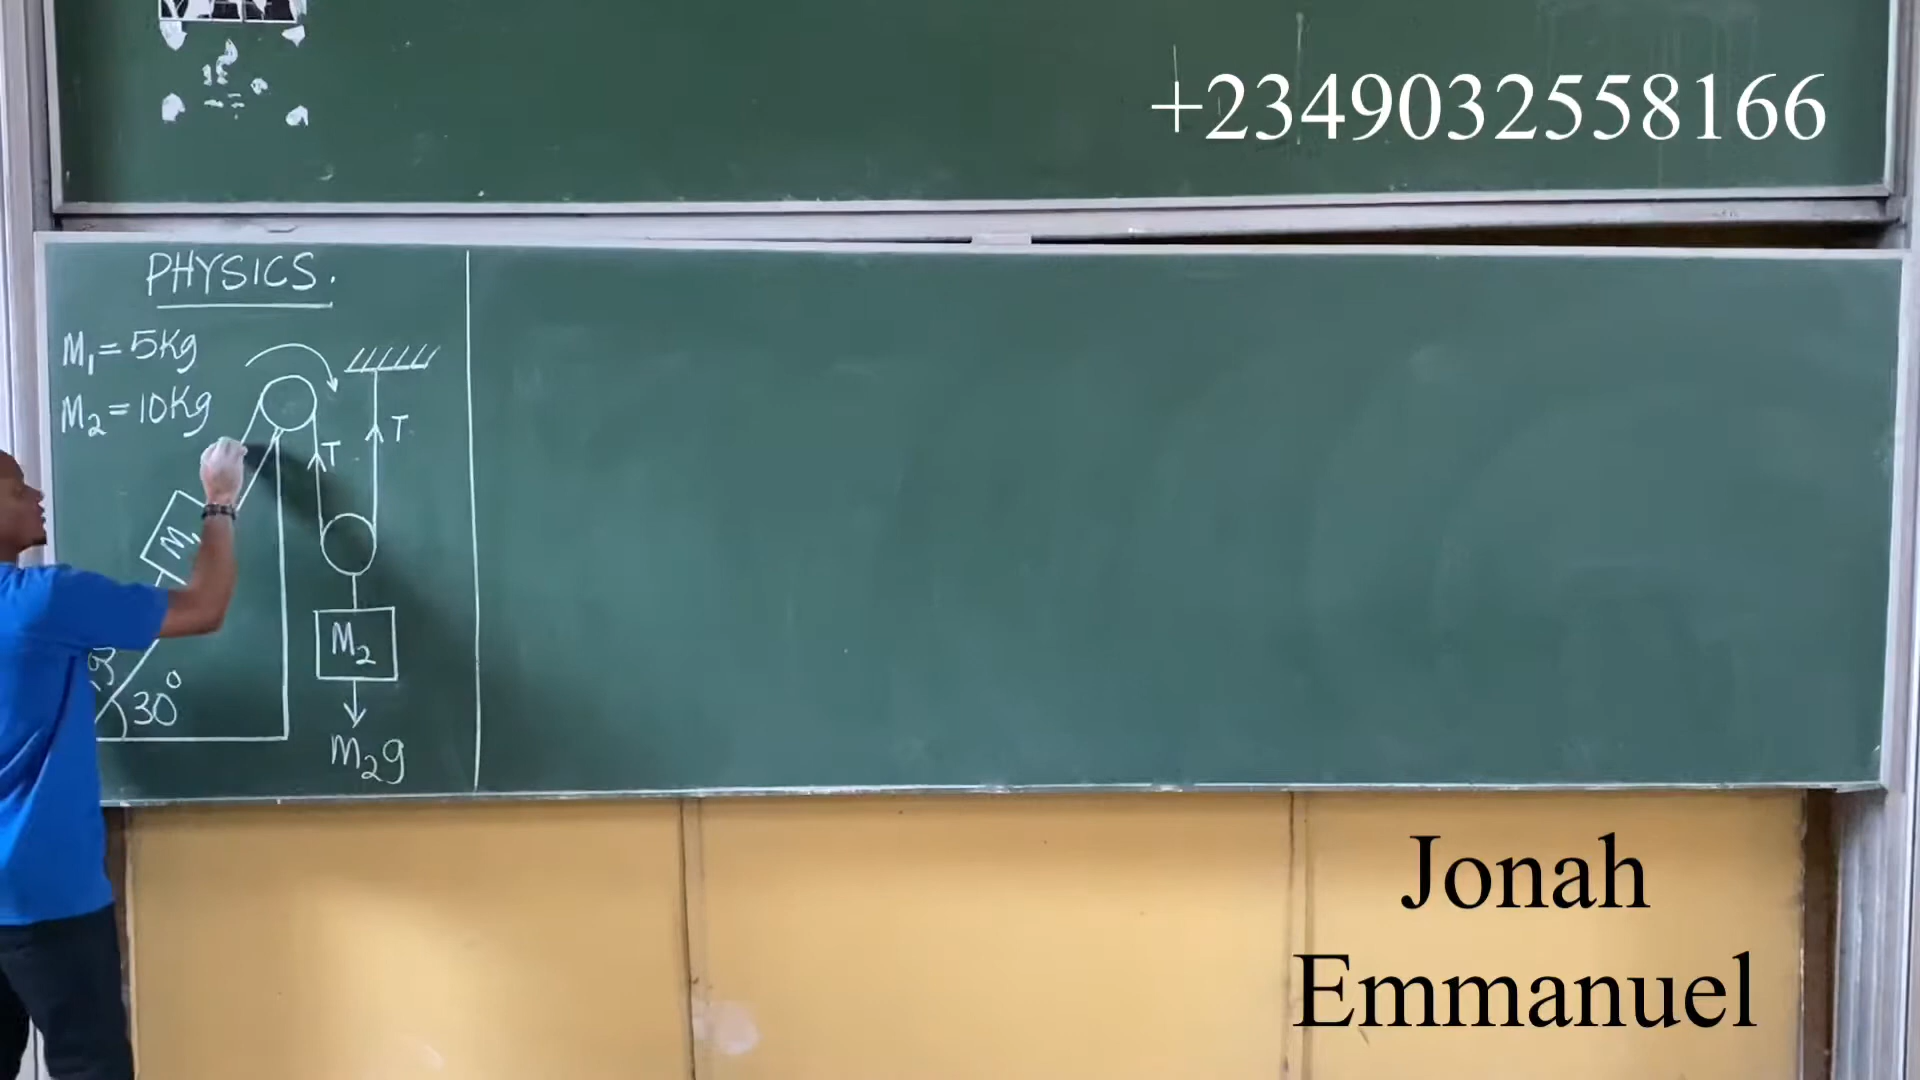 +2349032558166
PHYSICS.
M₁ = 5Kg
M₂ = 10Kg
T
T
M₁
M₂
30°
m₂g
Jonah
Emmanuel